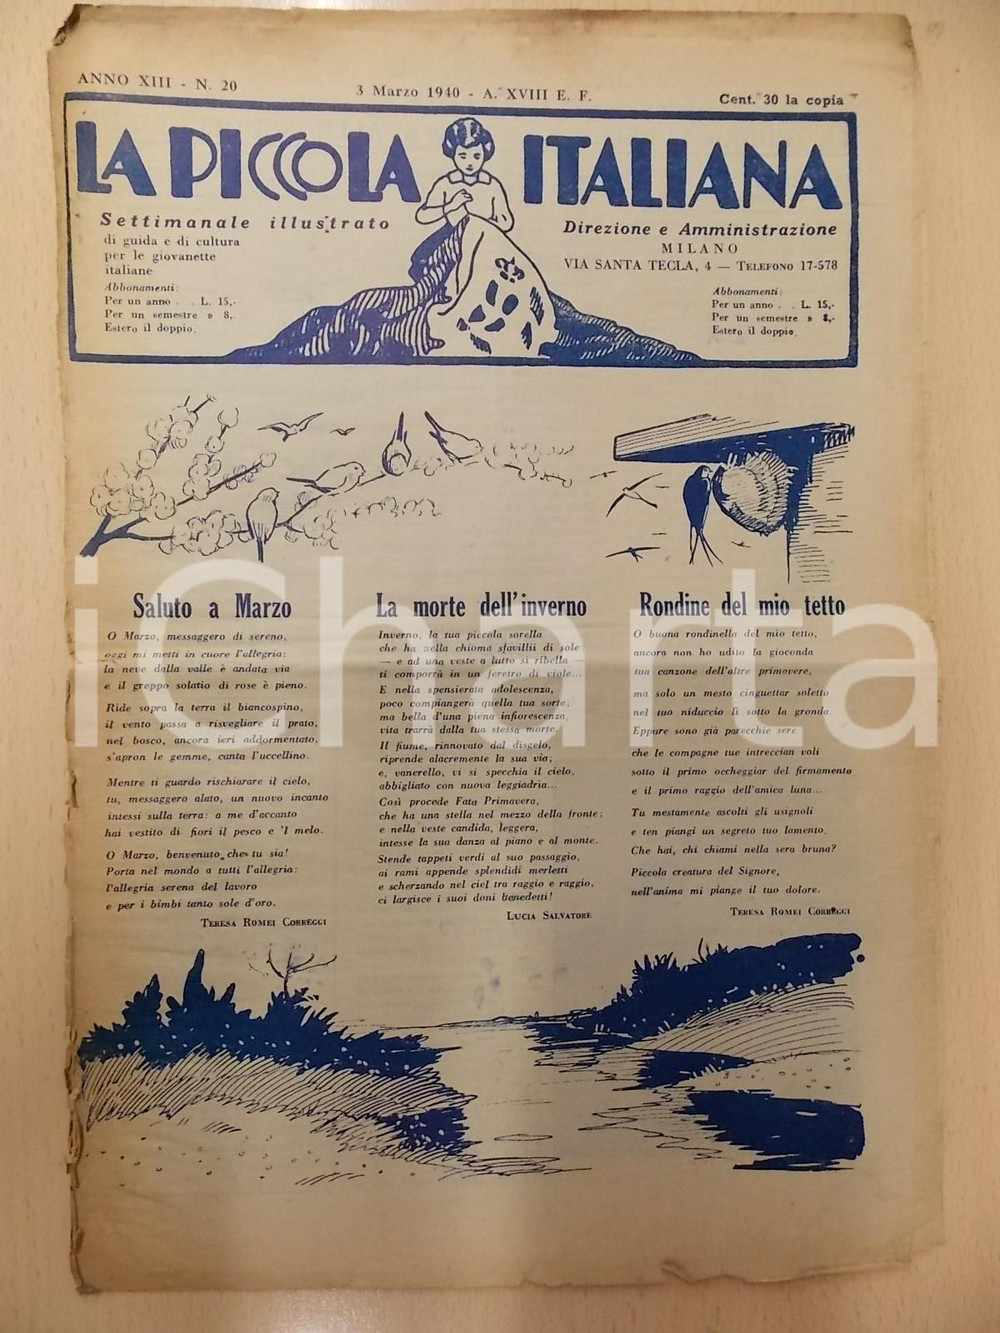 ANNO XIII - N. 20
3 Marzo 1940 - A. XVIII E. F.
Cent. 30 la copia
LA PICCOLA ITALIANA
Settimanale illustrato
di guida e di cultura
per le giovanette
italiane
Abbonamenti:
Per un anno . . L. 15,-
Per un semestre » 8,-
Estero il doppio.
Direzione e Amministrazione
MILANO
VIA SANTA TECLA, 4 — TELEFONO 17-578
Abbonamenti:
Per un anno . . L. 15,-
Per un semestre » 8,-
Estero il doppio.
Saluto a Marzo
O Marzo, messaggero di sereno,
oggi mi metti in cuore l'allegria:
la neve dalla valle è andata via
e il greppo solatio di rose è pieno.
Ride sopra la terra il biancospino,
il vento passa a risvegliare il prato,
nel bosco, ancora ieri addormentato,
s'apron le gemme, canta l'uccellino.
Mentre ti guardo rischiarare il cielo,
tu, messaggero alato, un nuovo incanto
intessi sulla terra: a me d'accanto
hai vestito di fiori il pesco e 'l melo.
O Marzo, benvenuto che tu sia!
Porta nel mondo a tutti l'allegria:
l'allegria serena del lavoro
e per i bimbi tanto sole d'oro.
TERESA ROMEI CORREGGI
La morte dell'inverno
Inverno, la tua piccola sorella
che ha nella chioma sfavillii di sole
— e ad una veste a lutto si ribella —
ti comporrà in un feretro di viole...
E nella spensierata adolescenza,
poco compiangerà quella tua sorte;
ma bella d'una piena infiorescenza,
vita trarrà dalla tua stessa morte.
Il fiume, rinnovato dal disgelo,
riprende alacremente la sua via;
e, vanerello, vi si specchia il cielo,
abbigliato con nuova leggiadria...
Così procede Fata Primavera,
che ha una stella nel mezzo della fronte;
e nella veste candida, leggera,
intesse la sua danza al piano e al monte.
Stende tappeti verdi al suo passaggio,
ai rami appende splendidi merletti
e scherzando nel ciel tra raggio e raggio,
ci largisce i suoi doni benedetti!
LUCIA SALVATORE
Rondine del mio tetto
O buona rondinella del mio tetto,
ancora non ho udito la gioconda
tua canzone dell'altre primavere,
ma solo un mesto cinguettar soletto
nel tuo niduccio lì sotto la gronda.
Eppure sono già parecchie sere
che le compagne tue intreccian voli
sotto il primo occheggiar del firmamento
e il primo raggio dell'amica luna...
Tu mestamente ascolti gli usignoli
e ten piangi un segreto tuo lamento.
Che hai, chi chiami nella sera bruna?
Piccola creatura del Signore,
nell'anima mi piange il tuo dolore.
TERESA ROMEI CORREGGI
iCharta